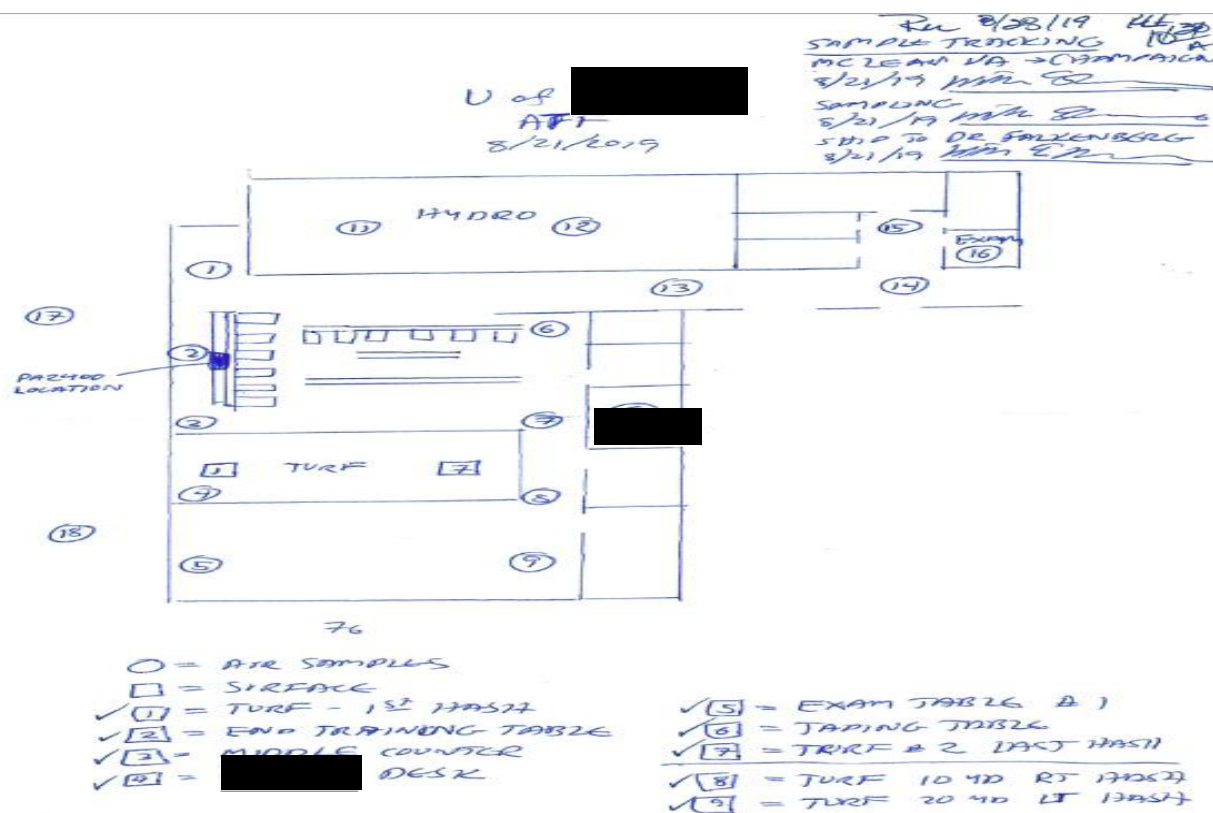 8/28/19
SAMPLE TRACKING
MCLEAN VA → CHAMPAIGN
8/21/19
SAMPLING
8/21/19
SHIP TO DR FALKENBERG
8/21/19
U of
8/21/2019
HYDRO
11
12
15
EXAM
16
1
13
14
17
6
2
PA2400
LOCATION
3
7
1 TURF 7
4
8
18
5
9
76
○ = AIR SAMPLES
□ = SURFACE
✓ 1 = TURF - 1ST HASH
✓ 2 = END TRAINING TABLE
✓ 3 = MIDDLE COUNTER
✓ 4 = DESK
✓ 5 = EXAM TABLE # 1
✓ 6 = TAPING TABLE
✓ 7 = TURF # 2 LAST HASH
✓ 8 = TURF 10 YD RT HASH
✓ 9 = TURF 20 YD LT HASH